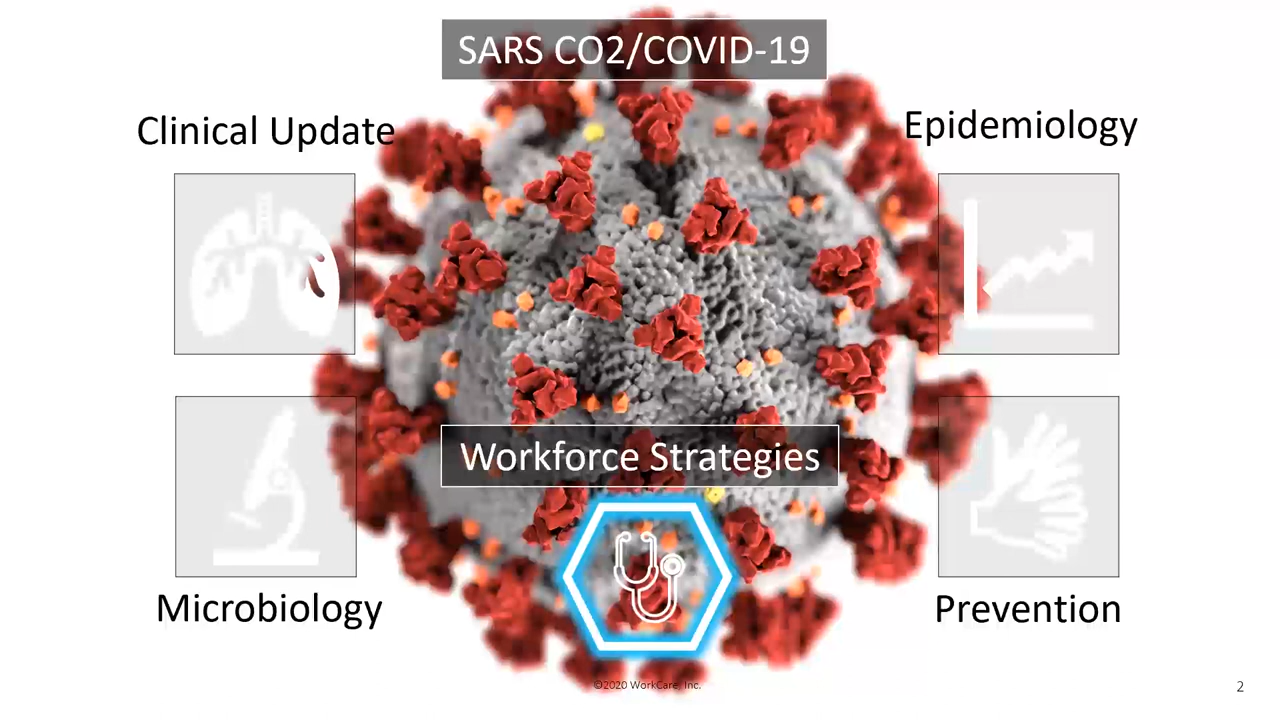 SARS CO2/COVID-19
Clinical Update
Epidemiology
Workforce Strategies
Microbiology
Prevention
©2020 WorkCare, Inc.
2